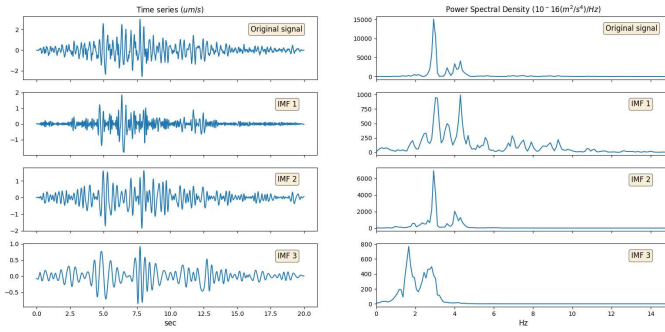 Time series (um/s)
Original signal
2
0
−2
IMF 1
2
1
0
−1
IMF 2
2
1
0
−1
−2
IMF 3
1.0
0.5
0.0
−0.5
0.0 2.5 5.0 7.5 10.0 12.5 15.0 17.5 20.0
sec
Power Spectral Density (10⁻16(m²/s⁴)/Hz)
Original signal
15000
10000
5000
0
IMF 1
1000
750
500
250
0
IMF 2
6000
4000
2000
0
IMF 3
800
600
400
200
0
0 2 4 6 8 10 12 14
Hz